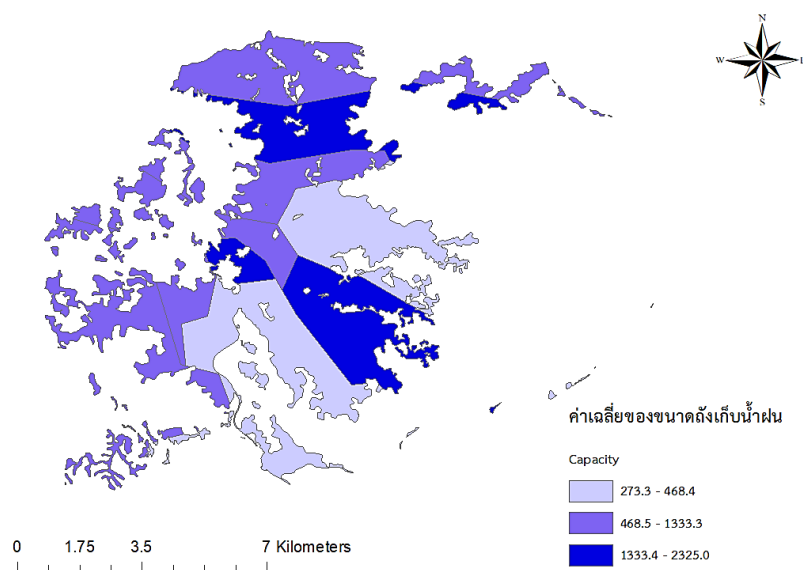 N
W
I
S
ค่าเฉลี่ยของขนาดถังเก็บน้ำฝน
Capacity
273.3 - 468.4
468.5 - 1333.3
1333.4 - 2325.0
0 1.75 3.5 7 Kilometers